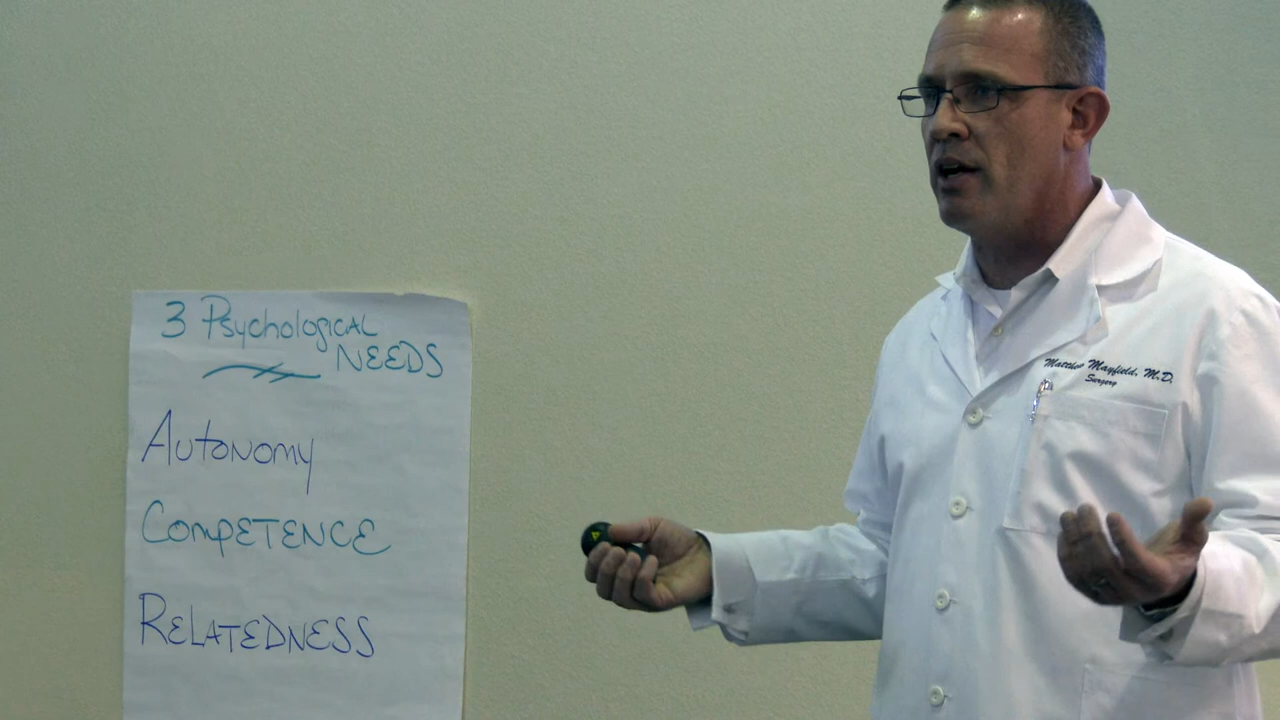 3 Psychological
NEEDS
Autonomy
Competence
Relatedness
Matthew Mayfield, M.D.
Surgery